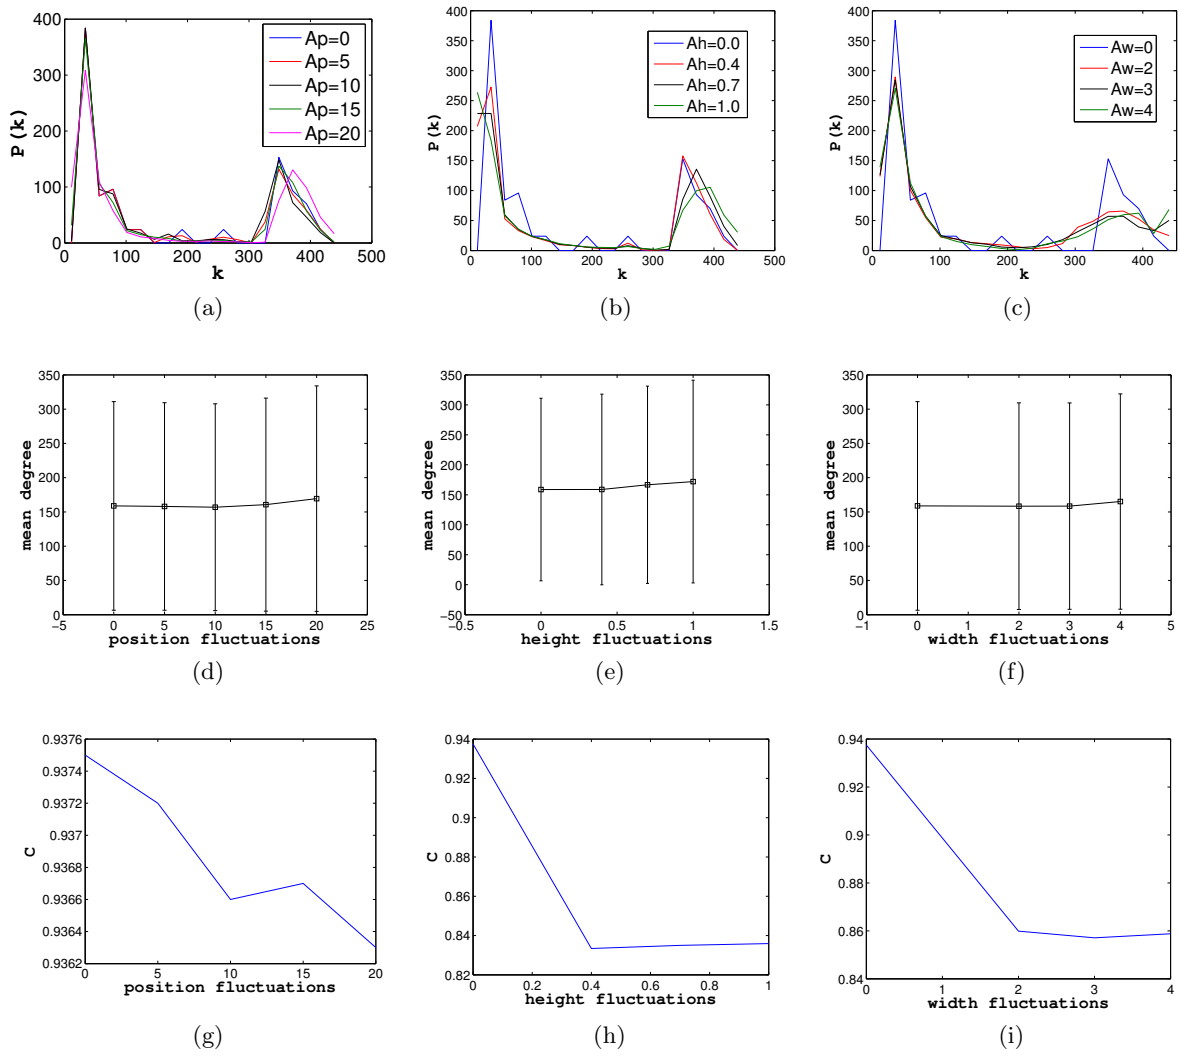 400
300
200
100
0
P(k)
0 100 200 300 400 500
k
Ap=0
Ap=5
Ap=10
Ap=15
Ap=20
(a)
400
350
300
250
200
150
100
50
0
P(k)
0 100 200 300 400 500
k
Ah=0.0
Ah=0.4
Ah=0.7
Ah=1.0
(b)
400
350
300
250
200
150
100
50
0
P(k)
0 100 200 300 400
k
Aw=0
Aw=2
Aw=3
Aw=4
(c)
350
300
250
200
150
100
50
0
mean degree
−5 0 5 10 15 20 25
position fluctuations
(d)
350
300
250
200
150
100
50
0
−50
mean degree
−0.5 0 0.5 1 1.5
height fluctuations
(e)
350
300
250
200
150
100
50
0
mean degree
−1 0 1 2 3 4 5
width fluctuations
(f)
0.9376
0.9374
0.9372
0.937
0.9368
0.9366
0.9364
0.9362
C
0 5 10 15 20
position fluctuations
(g)
0.94
0.92
0.9
0.88
0.86
0.84
0.82
C
0 0.2 0.4 0.6 0.8 1
height fluctuations
(h)
0.94
0.92
0.9
0.88
0.86
0.84
C
0 1 2 3 4
width fluctuations
(i)